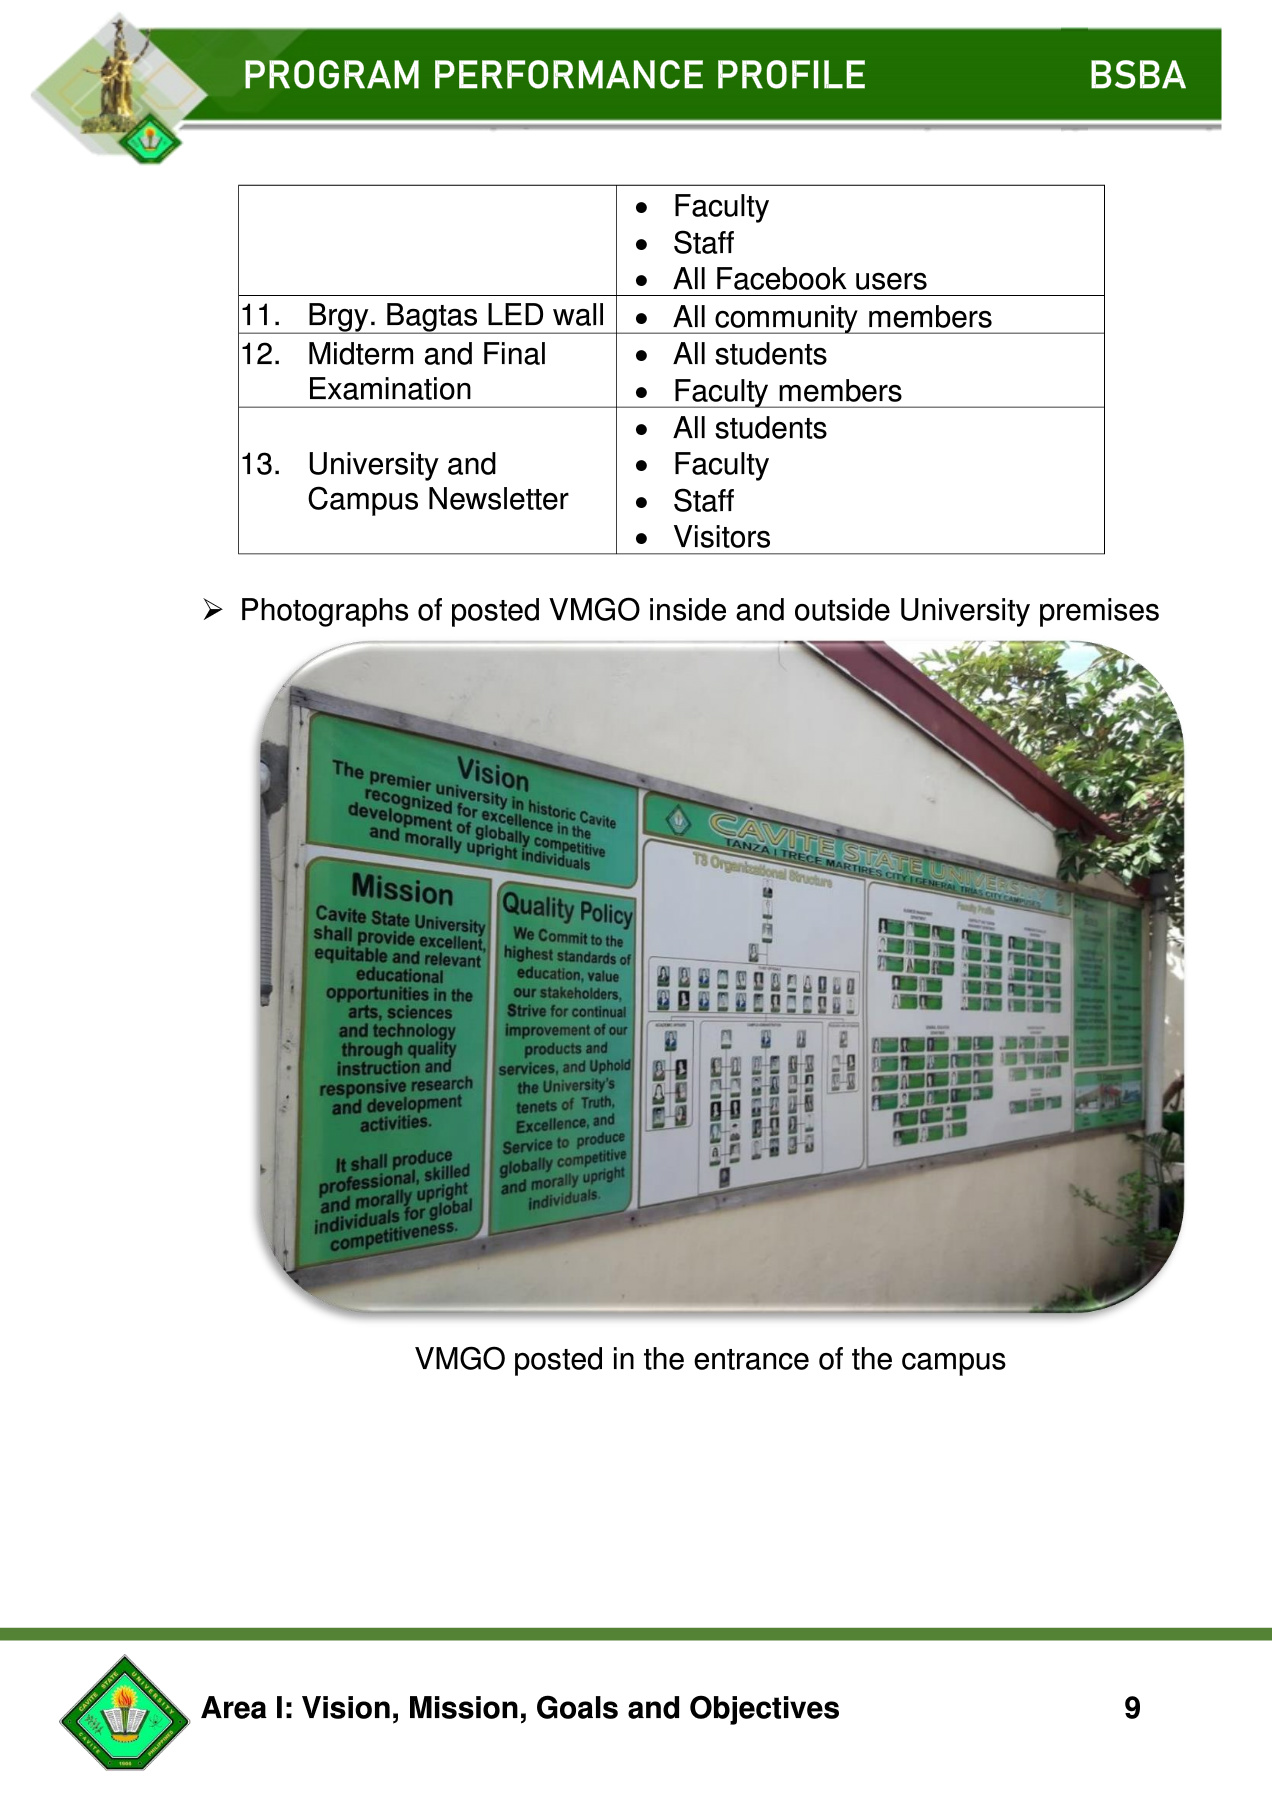 PROGRAM PERFORMANCE PROFILE BSBA
• Faculty
• Staff
• All Facebook users
11. Brgy. Bagtas LED wall • All community members
12. Midterm and Final
Examination
• All students
• Faculty members
13. University and
Campus Newsletter
• All students
• Faculty
• Staff
• Visitors
➢ Photographs of posted VMGO inside and outside University premises
Vision
The premier university in historic Cavite
recognized for excellence in the
development of globally competitive
and morally upright individuals
Mission
Cavite State University
shall provide excellent,
equitable and relevant
educational
opportunities in the
arts, sciences
and technology
through quality
instruction and
responsive research
and development
activities.
It shall produce
professional, skilled
and morally upright
individuals for global
competitiveness.
Quality Policy
We Commit to the
highest standards of
education, value
our stakeholders,
Strive for continual
improvement of our
products and
services, and Uphold
the University's
tenets of Truth,
Excellence, and
Service to produce
globally competitive
and morally upright
individuals.
CAVITE STATE UNIVERSITY
TANZA | TRECE MARTIRES CITY | GENERAL TRIAS CITY CAMPUSES
T3 Organizational Structure
Faculty Profile
VMGO posted in the entrance of the campus
CAVITE STATE UNIVERSITY
CAVITE PHILIPPINES
1906
Area I: Vision, Mission, Goals and Objectives 9